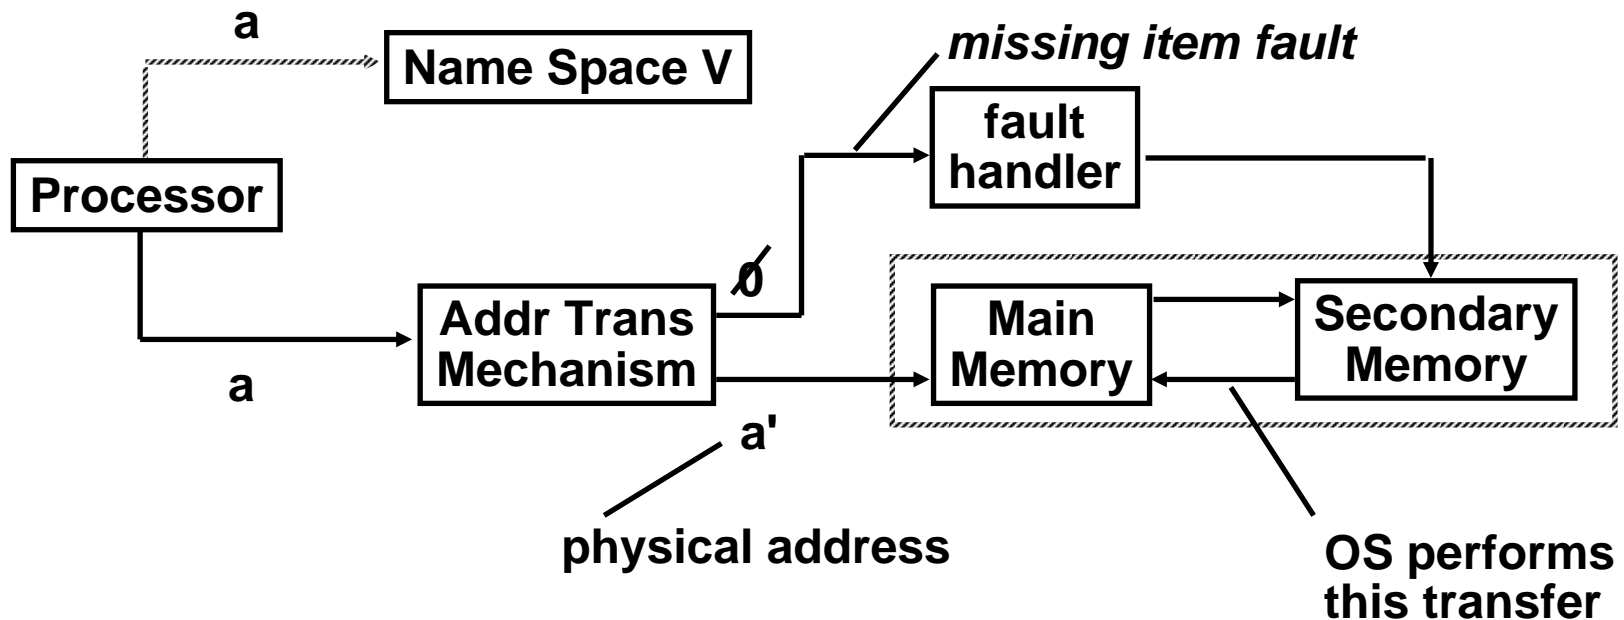 a
Name Space V
missing item fault
fault
handler
Processor
0
Addr Trans
Mechanism
Main
Memory
Secondary
Memory
a
a'
physical address
OS performs
this transfer